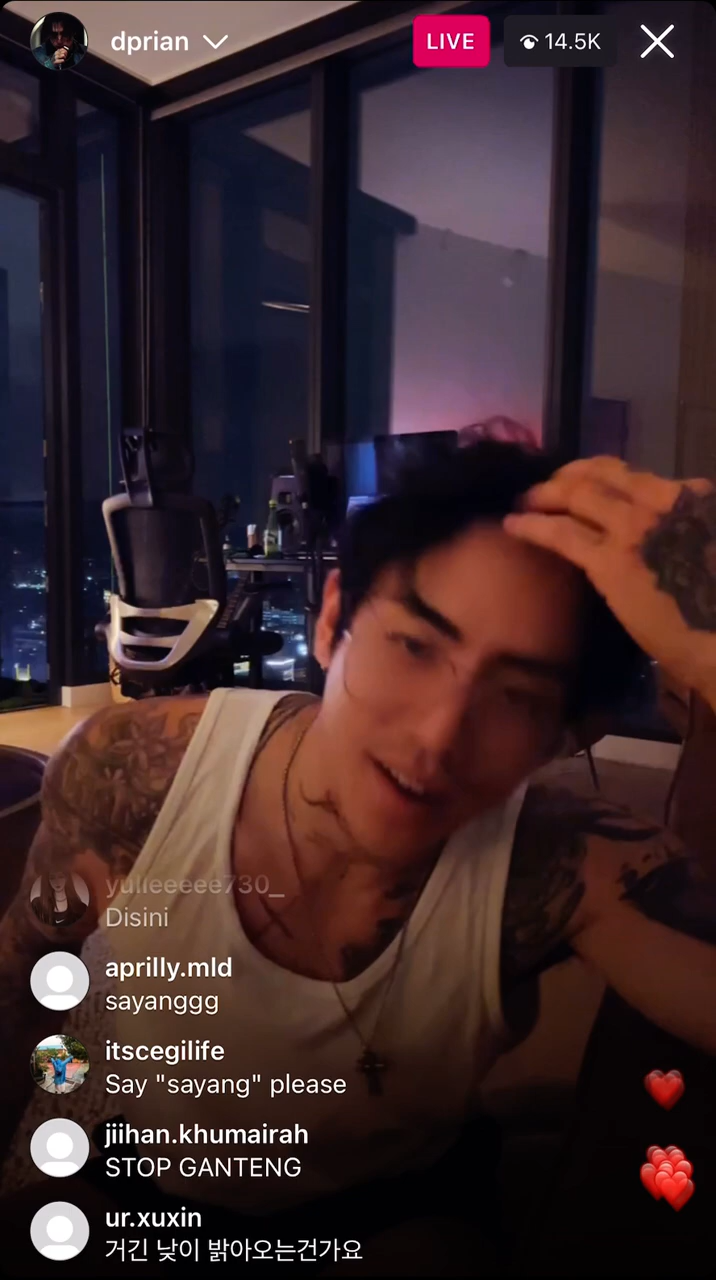 dprian
LIVE
14.5K
yulleeeee730_
Disini
aprilly.mld
sayanggg
itscegilife
Say "sayang" please
jiihan.khumairah
STOP GANTENG
ur.xuxin
거긴 낮이 밝아오는건가요